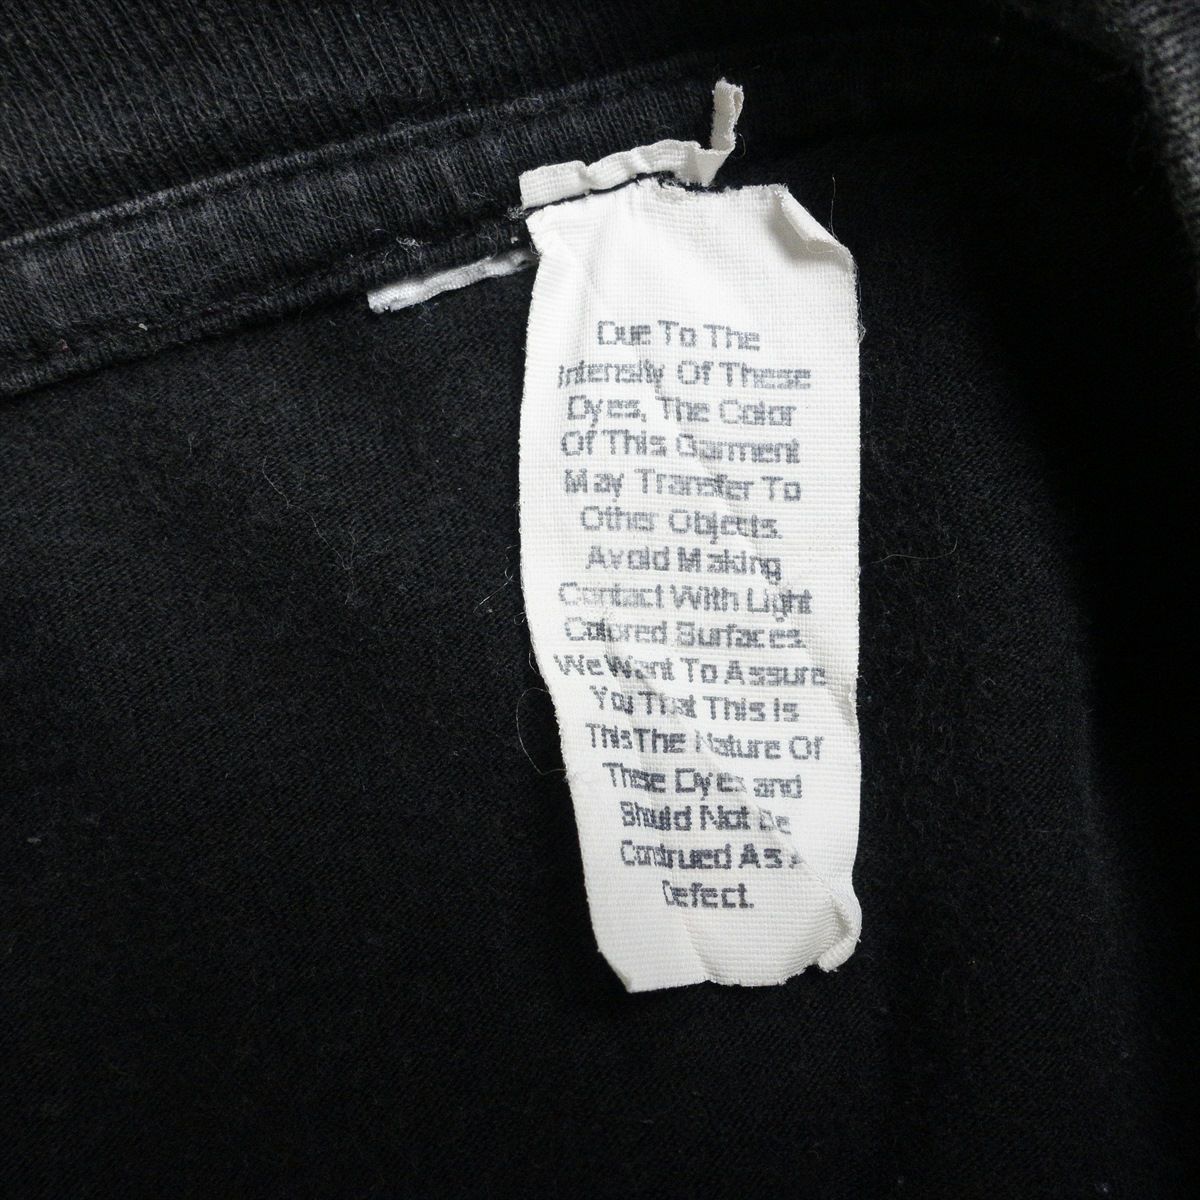 Due To The
Intensity Of These
Dyes, The Color
Of This Garment
May Transfer To
Other Objects.
Avoid Making
Contact With Light
Colored Surfaces.
We Want To Assure
You That This Is
This The Nature Of
These Dyes and
Should Not Be
Construed As A
Defect.